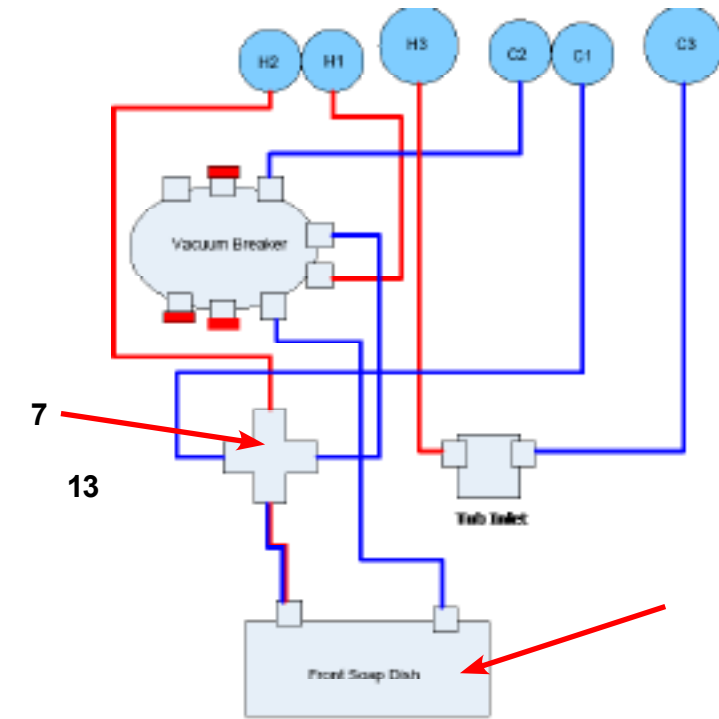 H2 H1 H3 C2 C1 C3
Vacuum Breaker
7
13
Tub Inlet
Front Soap Dish